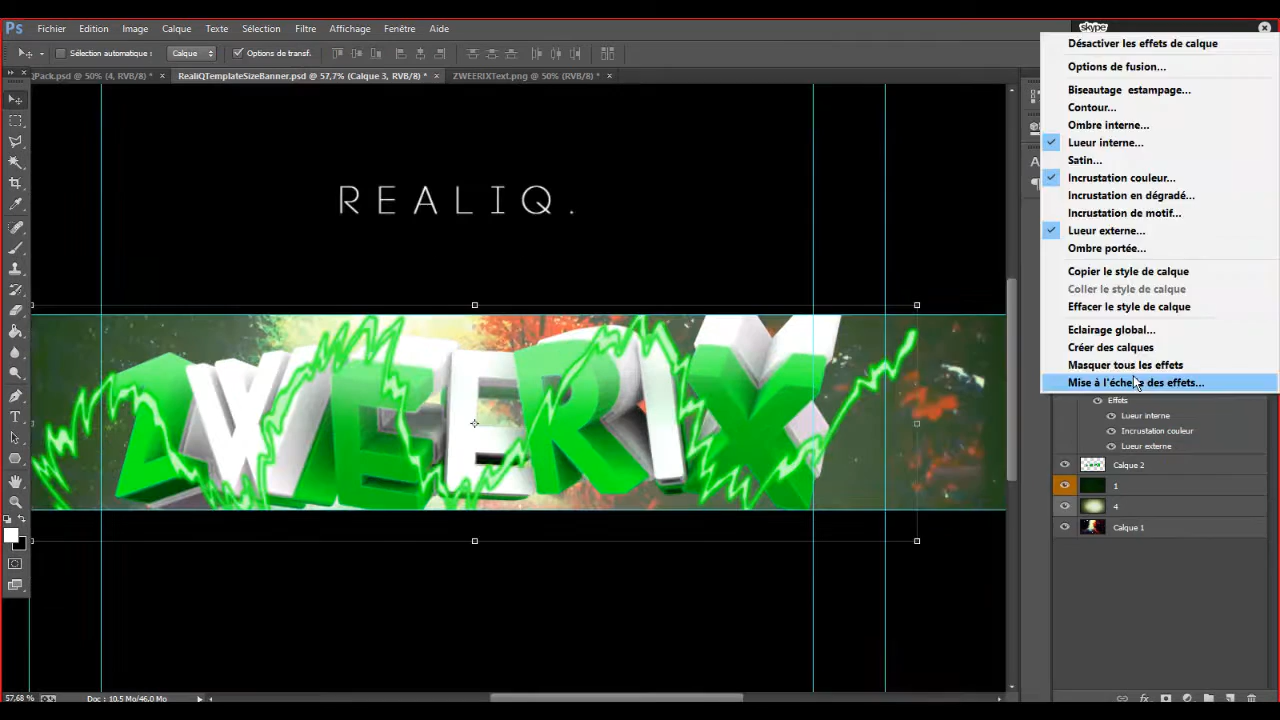 Ps Fichier Edition Image Calque Texte Sélection Filtre Affichage Fenêtre Aide
skype
Sélection automatique : Calque Options de transf.
QPack.psd @ 50% (4, RVB/8) * RealiQTemplateSizeBanner.psd @ 57,7% (Calque 3, RVB/8) * ZWEERIXText.png @ 50% (RVB/8) *
Désactiver les effets de calque
Options de fusion...
Biseautage estampage...
Contour...
Ombre interne...
Lueur interne...
Satin...
Incrustation couleur...
Incrustation en dégradé...
Incrustation de motif...
Lueur externe...
Ombre portée...
Copier le style de calque
Coller le style de calque
Effacer le style de calque
Eclairage global...
Créer des calques
Masquer tous les effets
Mise à l'échelle des effets...
REALIQ.
ZWEERIX
Effets
Lueur interne
Incrustation couleur
Lueur externe
Calque 2
1
4
Calque 1
57,68 % Doc : 10,5 Mo/46,0 Mo